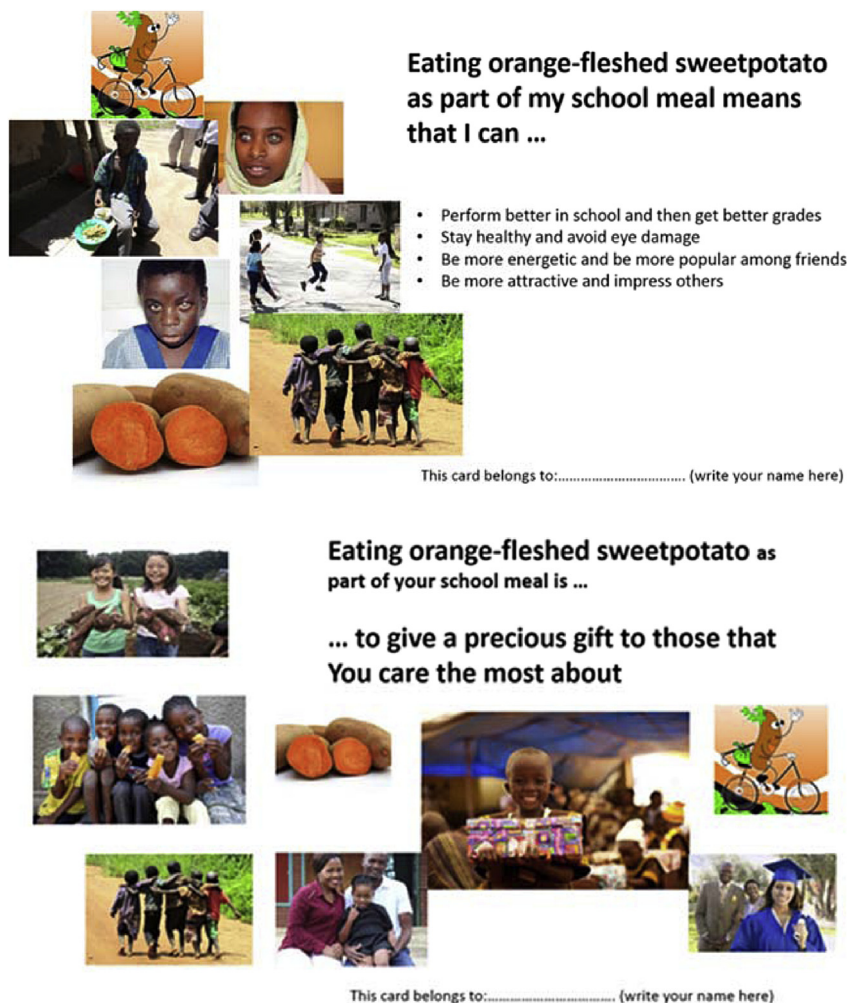 Eating orange-fleshed sweetpotato
as part of my school meal means
that I can ...
• Perform better in school and then get better grades
• Stay healthy and avoid eye damage
• Be more energetic and be more popular among friends
• Be more attractive and impress others
This card belongs to:.................................. (write your name here)
Eating orange-fleshed sweetpotato as
part of your school meal is ...
... to give a precious gift to those that
You care the most about
This card belongs to:.................................. (write your name here)